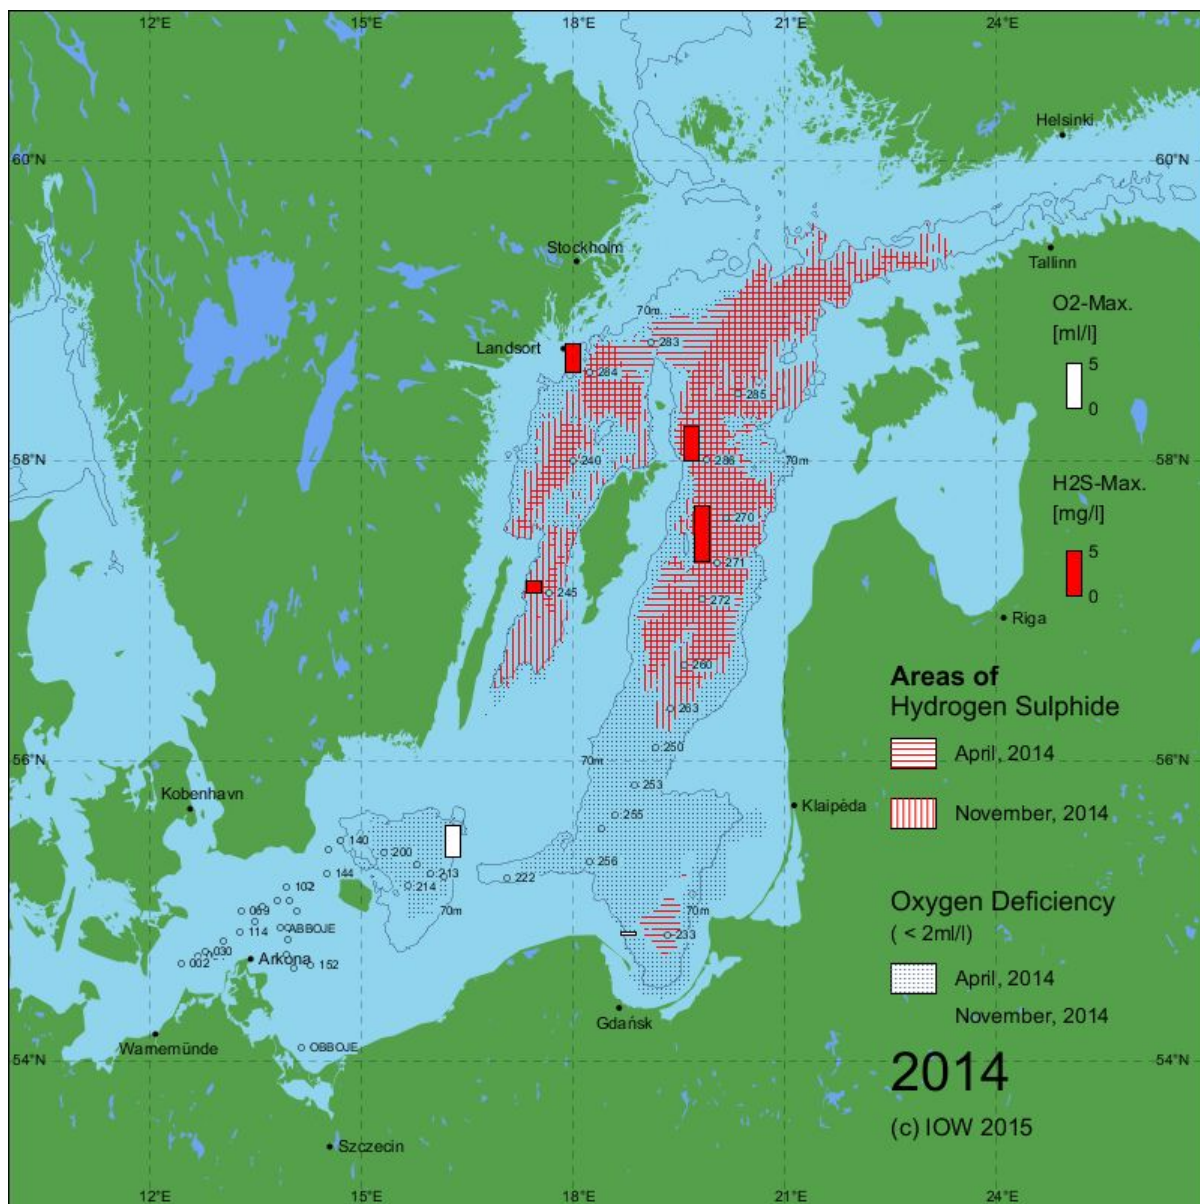 12°E 15°E 18°E 21°E 24°E
Helsinki
60°N 60°N
Stockholm
Tallinn
70m
O2-Max.
[ml/l]
5
0
Landsort
283
284
285
58°N 240 286 70m 58°N
H2S-Max.
[mg/l]
5
0
270
271
245 272
Riga
260
Areas of
Hydrogen Sulphide
263
250
April, 2014
56°N 70m 56°N
253
Kobenhavn
Klaipėda
November, 2014
255
140
200
256
144 213 222
214
102
Oxygen Deficiency
( < 2ml/l)
069 70m 70m
114 ABBOJE 233
030
002 Arkona 152
April, 2014
Gdańsk
November, 2014
Warnemünde OBBOJE
54°N 54°N
2014
(c) IOW 2015
Szczecin
12°E 15°E 18°E 21°E 24°E